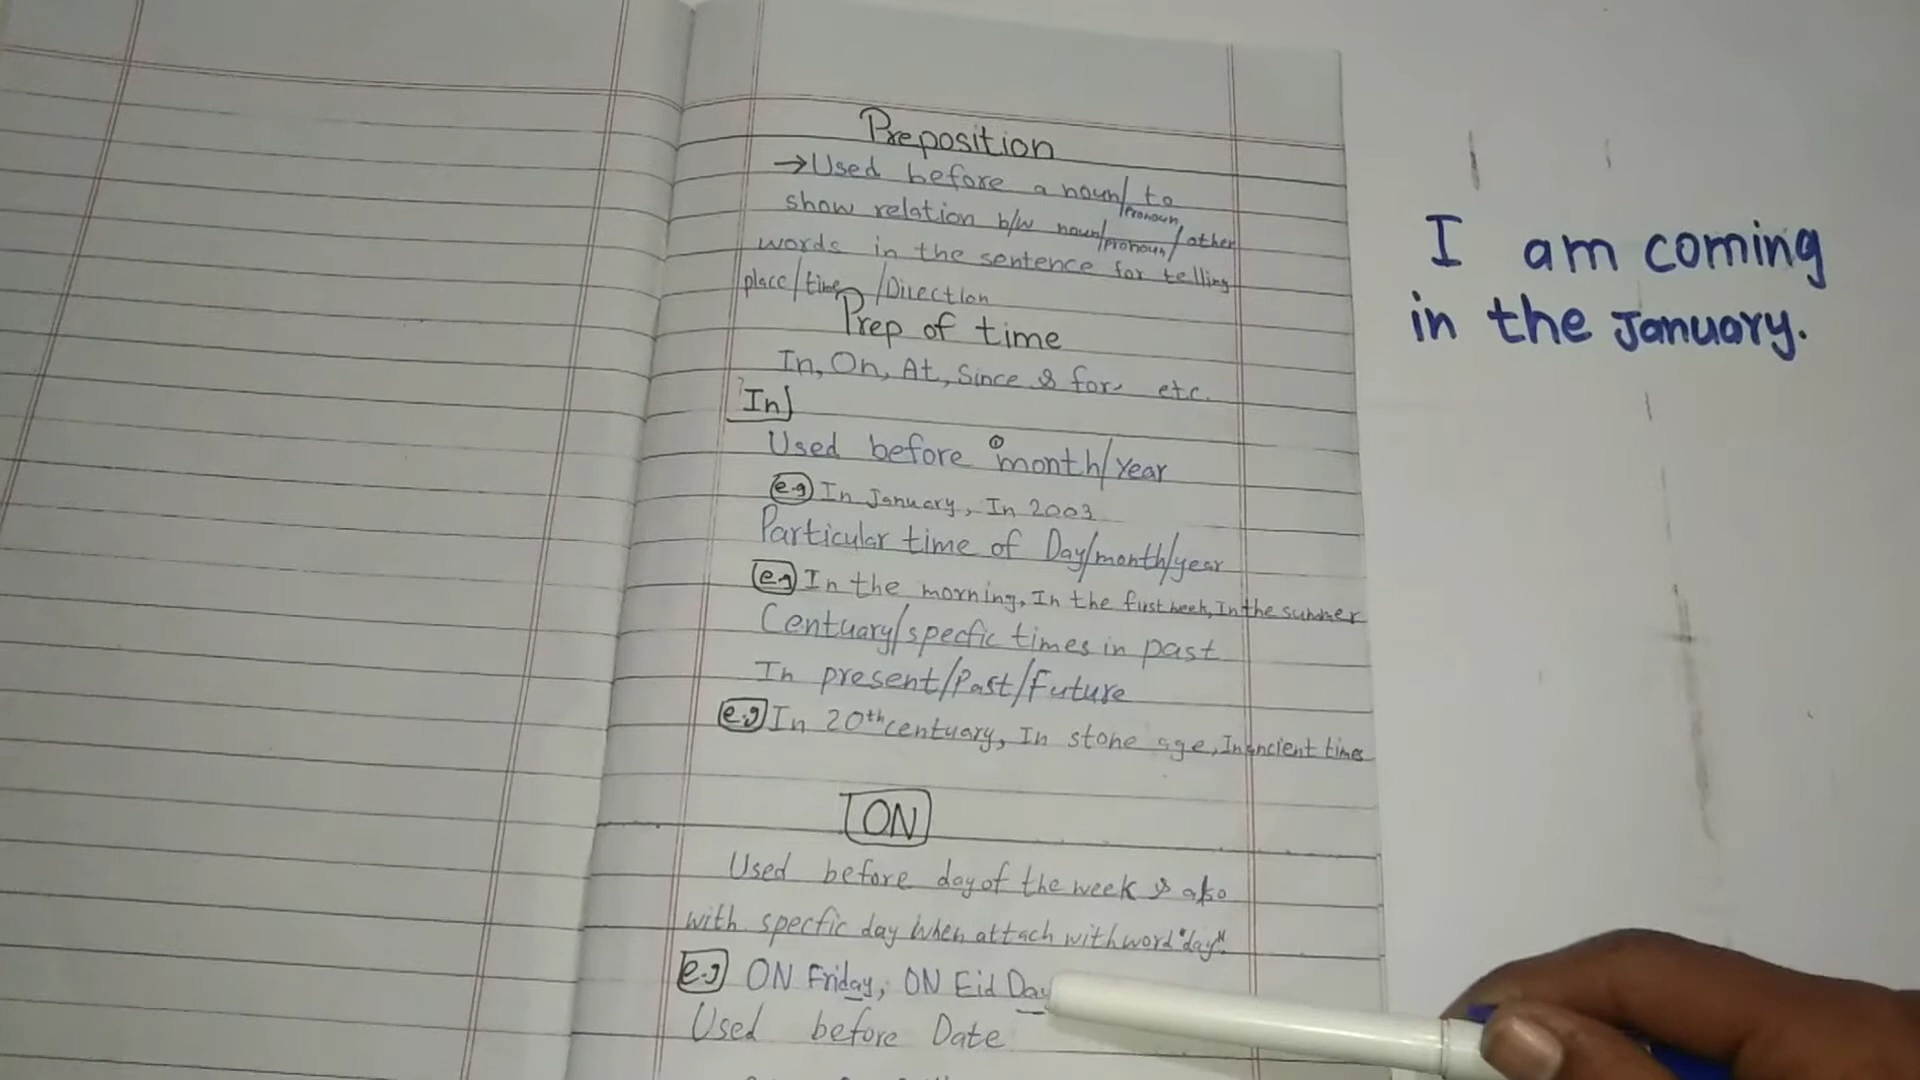 Preposition
→Used before a noun/pronoun to
show relation b/w noun/pronoun/other
words in the sentence for telling
place/time/Direction
Prep of time
In, On, At, Since & for etc.
In
Used before ① month/Year
e.g In January, In 2003
Particular time of Day/month/year
e.g In the morning, In the first week, In the summer
Centuary/specfic times in past
In present/Past/Future
e.g In 20th centuary, In stone age, In ancient times
ON
Used before day of the week & also
with specfic day when attach with word "day"
e.g ON Friday, ON Eid Day
Used before Date
I am coming
in the January.